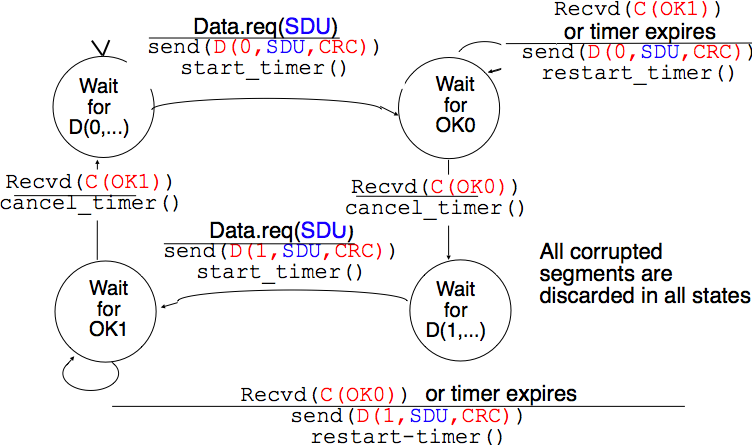 Data.req(SDU)
send(D(0,SDU,CRC))
start_timer()
Recvd(C(OK1))
or timer expires
send(D(0,SDU,CRC))
restart_timer()
Wait
for
D(0,...)
Wait
for
OK0
Recvd(C(OK1))
cancel_timer()
Recvd(C(OK0))
cancel_timer()
Data.req(SDU)
send(D(1,SDU,CRC))
start_timer()
All corrupted
segments are
discarded in all states
Wait
for
OK1
Wait
for
D(1,...)
Recvd(C(OK0)) or timer expires
send(D(1,SDU,CRC))
restart-timer()